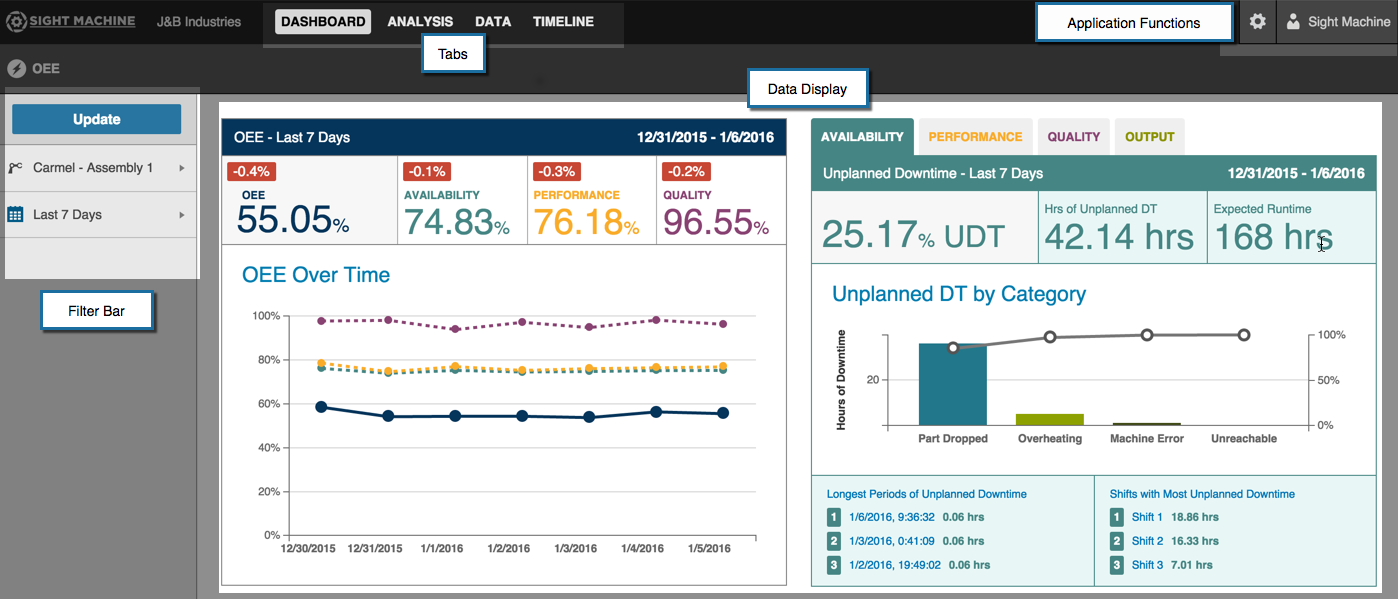 SIGHT MACHINE
J&B Industries
DASHBOARD ANALYSIS DATA TIMELINE
Application Functions
Sight Machine
Tabs
OEE
Data Display
Update
Carmel - Assembly 1
Last 7 Days
Filter Bar
OEE - Last 7 Days 12/31/2015 - 1/6/2016
-0.4% -0.1% -0.3% -0.2%
OEE AVAILABILITY PERFORMANCE QUALITY
55.05% 74.83% 76.18% 96.55%
OEE Over Time
100%
80%
60%
40%
20%
0%
12/30/2015 12/31/2015 1/1/2016 1/2/2016 1/3/2016 1/4/2016 1/5/2016
AVAILABILITY PERFORMANCE QUALITY OUTPUT
Unplanned Downtime - Last 7 Days 12/31/2015 - 1/6/2016
25.17% UDT
Hrs of Unplanned DT
42.14 hrs
Expected Runtime
168 hrs
Unplanned DT by Category
Hours of Downtime
20
100%
50%
0%
Part Dropped Overheating Machine Error Unreachable
Longest Periods of Unplanned Downtime
1 1/6/2016, 9:36:32 0.06 hrs
2 1/3/2016, 0:41:09 0.06 hrs
3 1/2/2016, 19:49:02 0.06 hrs
Shifts with Most Unplanned Downtime
1 Shift 1 18.86 hrs
2 Shift 2 16.33 hrs
3 Shift 3 7.01 hrs